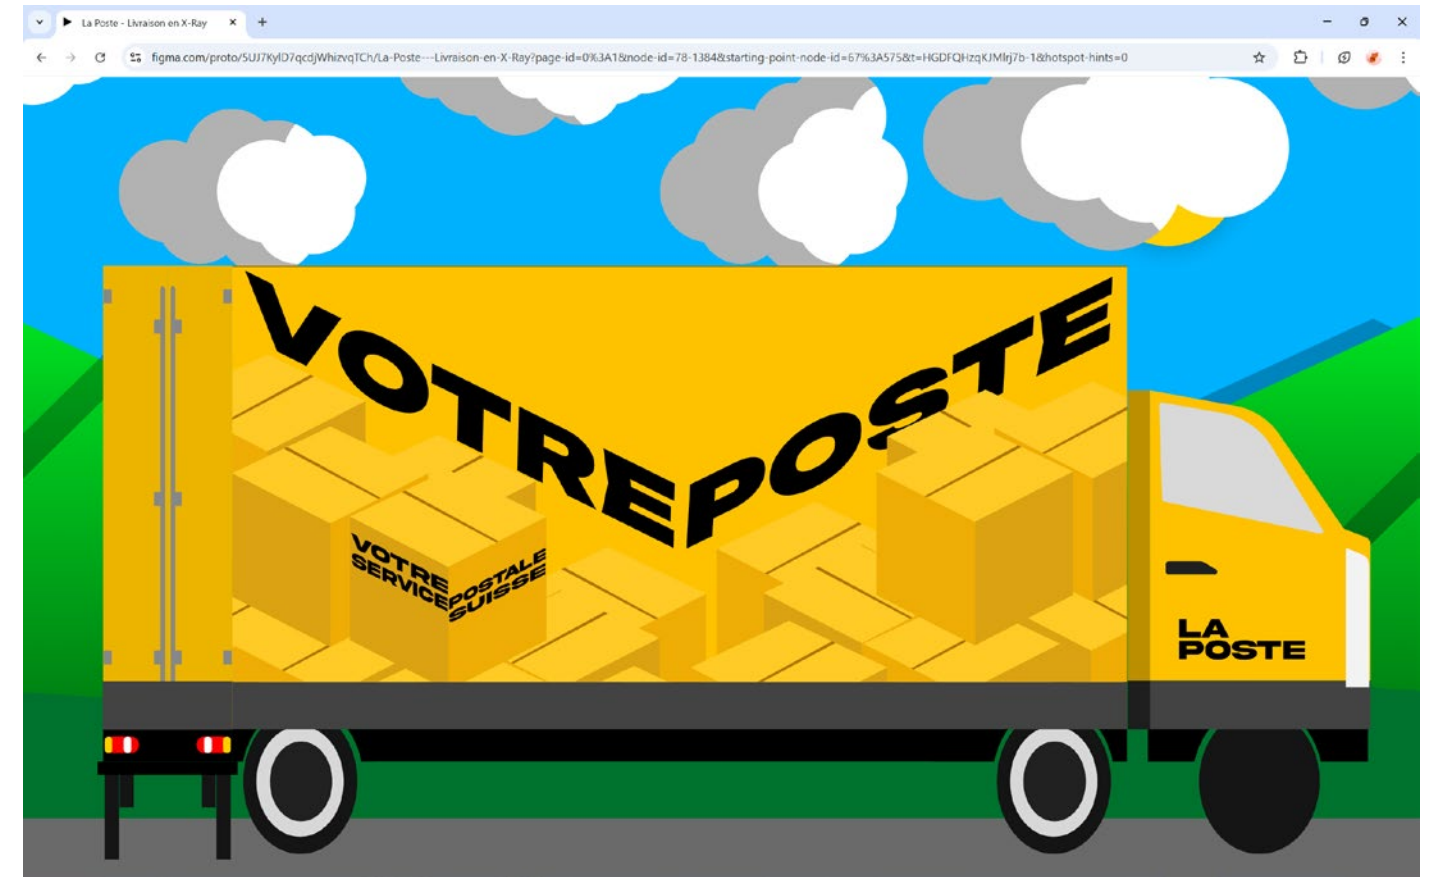 La Poste - Livraison en X-Ray
figma.com/proto/5UJ7KylD7qcdjWhizvqTCh/La-Poste---Livraison-en-X-Ray?page-id=0%3A1&node-id=78-1384&starting-point-node-id=67%3A575&t=HGDFQHzqKJMlrj7b-1&hotspot-hints=0
VOTREPOSTE
VOTRE POSTALE
SERVICE SUISSE
LA
POSTE